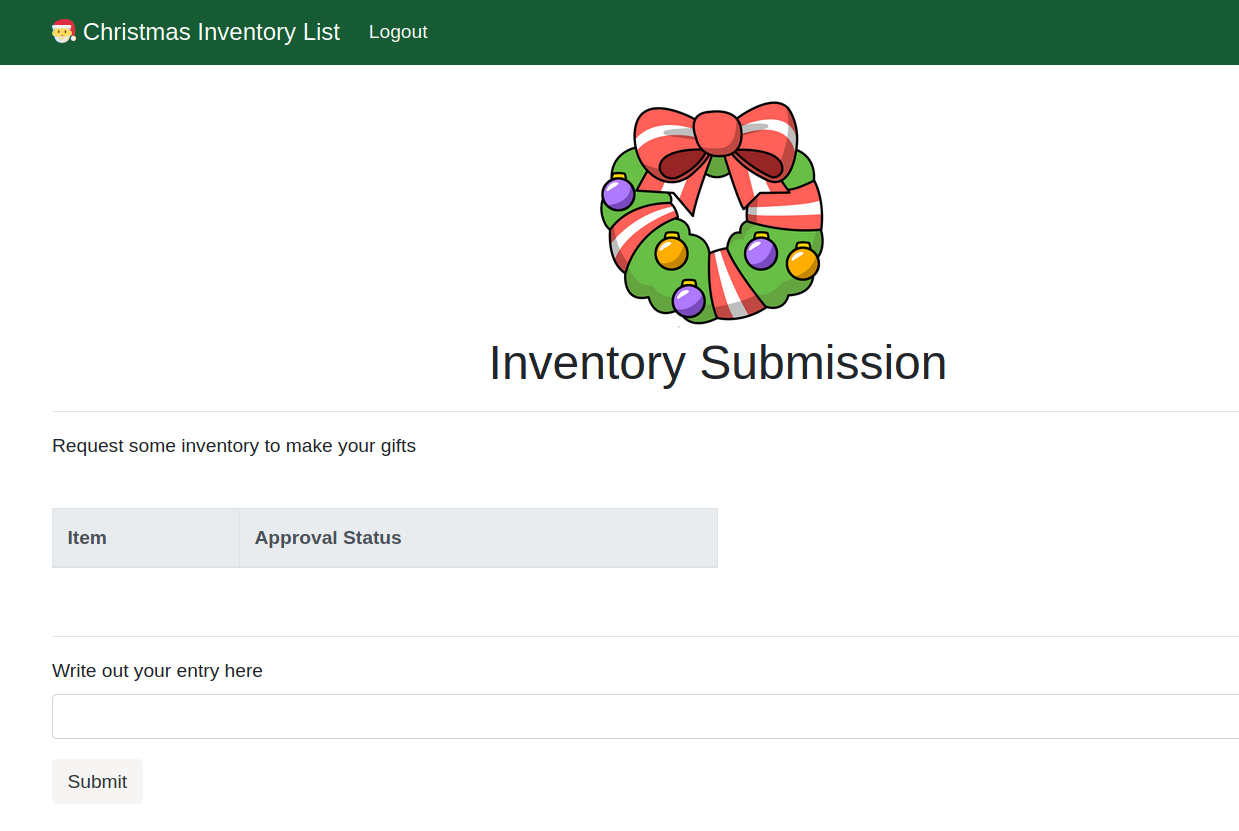 Christmas Inventory List Logout
Inventory Submission
Request some inventory to make your gifts
Item Approval Status
Write out your entry here
Submit